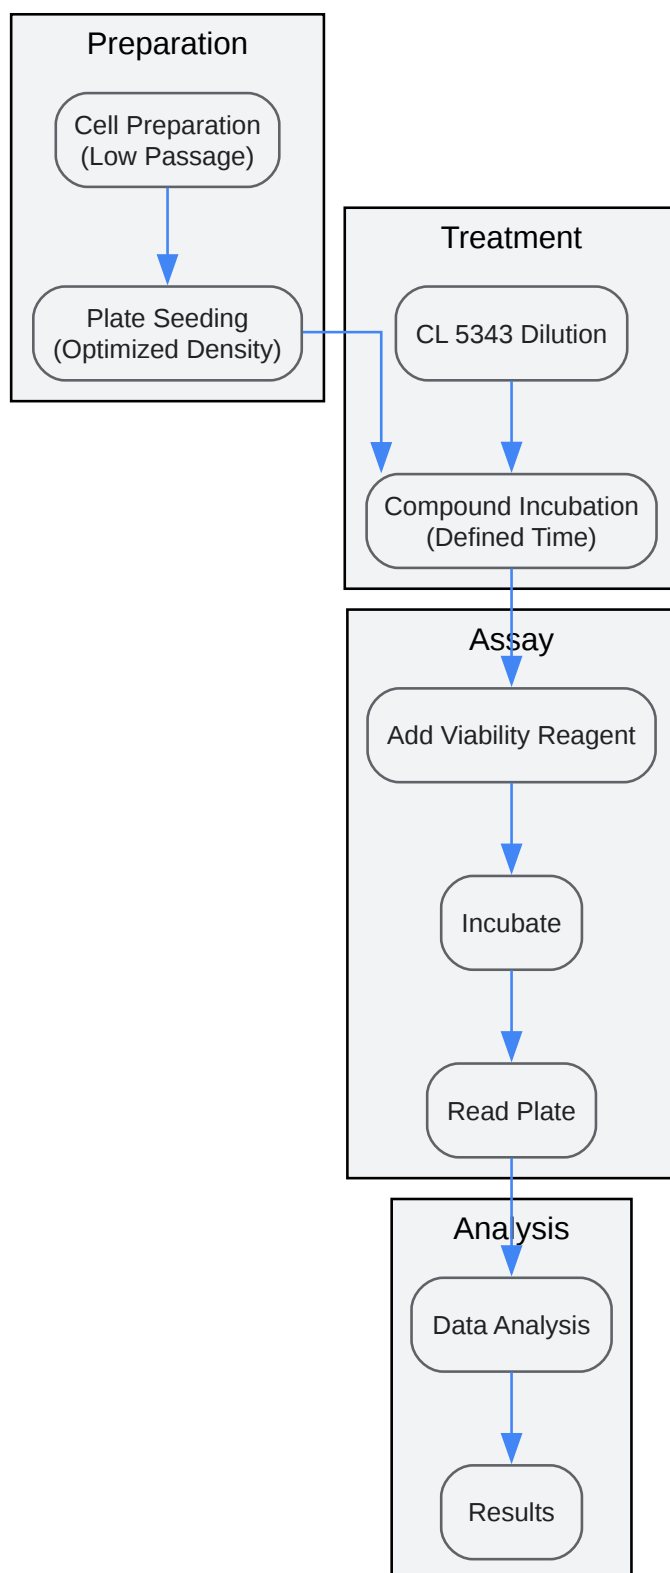 Preparation
Cell Preparation
(Low Passage)
Plate Seeding
(Optimized Density)
Treatment
CL 5343 Dilution
Compound Incubation
(Defined Time)
Assay
Add Viability Reagent
Incubate
Read Plate
Analysis
Data Analysis
Results